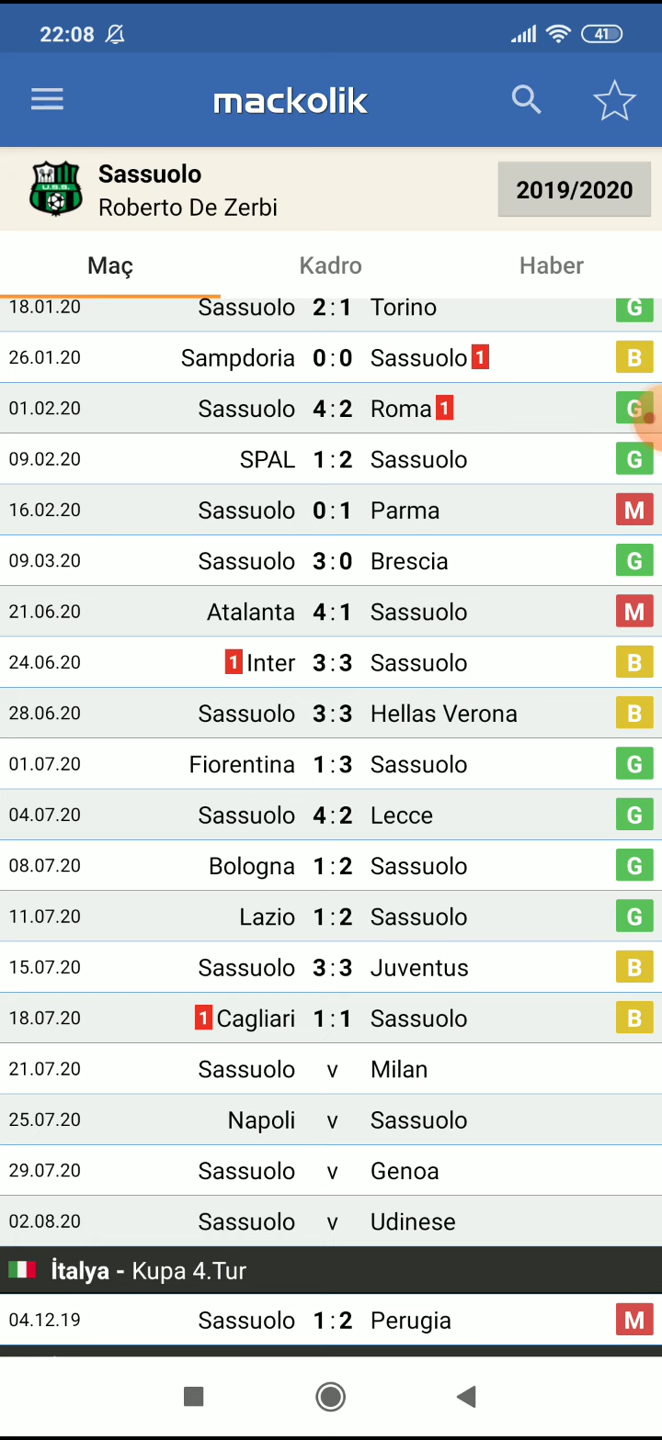 22:08 41
mackolik
Sassuolo
Roberto De Zerbi
2019/2020
Maç Kadro Haber
18.01.20 Sassuolo 2:1 Torino G
26.01.20 Sampdoria 0:0 Sassuolo 1 B
01.02.20 Sassuolo 4:2 Roma 1 G
09.02.20 SPAL 1:2 Sassuolo G
16.02.20 Sassuolo 0:1 Parma M
09.03.20 Sassuolo 3:0 Brescia G
21.06.20 Atalanta 4:1 Sassuolo M
24.06.20 1 Inter 3:3 Sassuolo B
28.06.20 Sassuolo 3:3 Hellas Verona B
01.07.20 Fiorentina 1:3 Sassuolo G
04.07.20 Sassuolo 4:2 Lecce G
08.07.20 Bologna 1:2 Sassuolo G
11.07.20 Lazio 1:2 Sassuolo G
15.07.20 Sassuolo 3:3 Juventus B
18.07.20 1 Cagliari 1:1 Sassuolo B
21.07.20 Sassuolo v Milan
25.07.20 Napoli v Sassuolo
29.07.20 Sassuolo v Genoa
02.08.20 Sassuolo v Udinese
İtalya - Kupa 4.Tur
04.12.19 Sassuolo 1:2 Perugia M